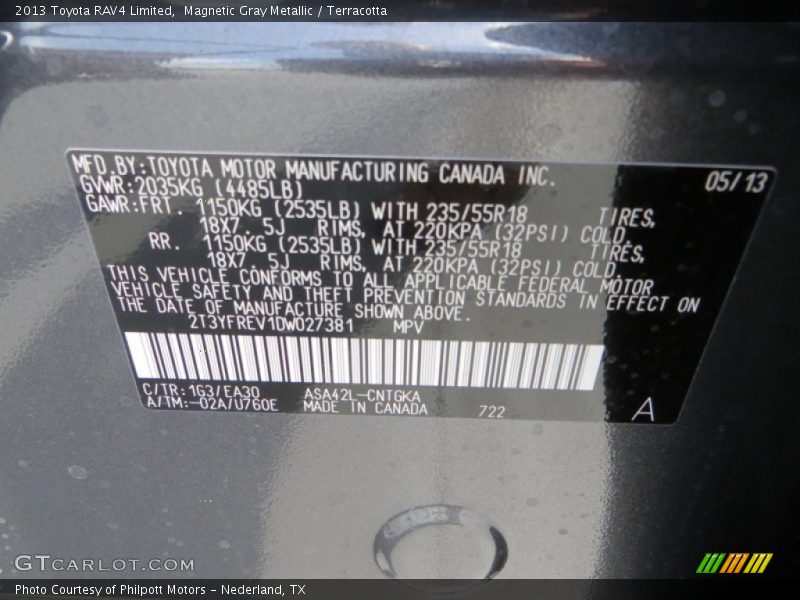 2013 Toyota RAV4 Limited,  Magnetic Gray Metallic / Terracotta
MFD.BY:TOYOTA MOTOR MANUFACTURING CANADA INC.
05/13
GVWR:2035KG (4485LB)
GAWR:FRT. 1150KG (2535LB) WITH 235/55R18 TIRES,
18X7 .5J RIMS, AT 220KPA (32PSI) COLD.
RR. 1150KG (2535LB) WITH 235/55R18 TIRES,
18X7 .5J RIMS, AT 220KPA (32PSI) COLD.
THIS VEHICLE CONFORMS TO ALL APPLICABLE FEDERAL MOTOR
VEHICLE SAFETY AND THEFT PREVENTION STANDARDS IN EFFECT ON
THE DATE OF MANUFACTURE SHOWN ABOVE.
2T3YFREV1DW027381 MPV
C/TR:1G3/EA30 ASA42L-CNTGKA
A/TM:-02A/U760E MADE IN CANADA 722
A
GTCARLOT.COM
Photo Courtesy of Philpott Motors - Nederland, TX